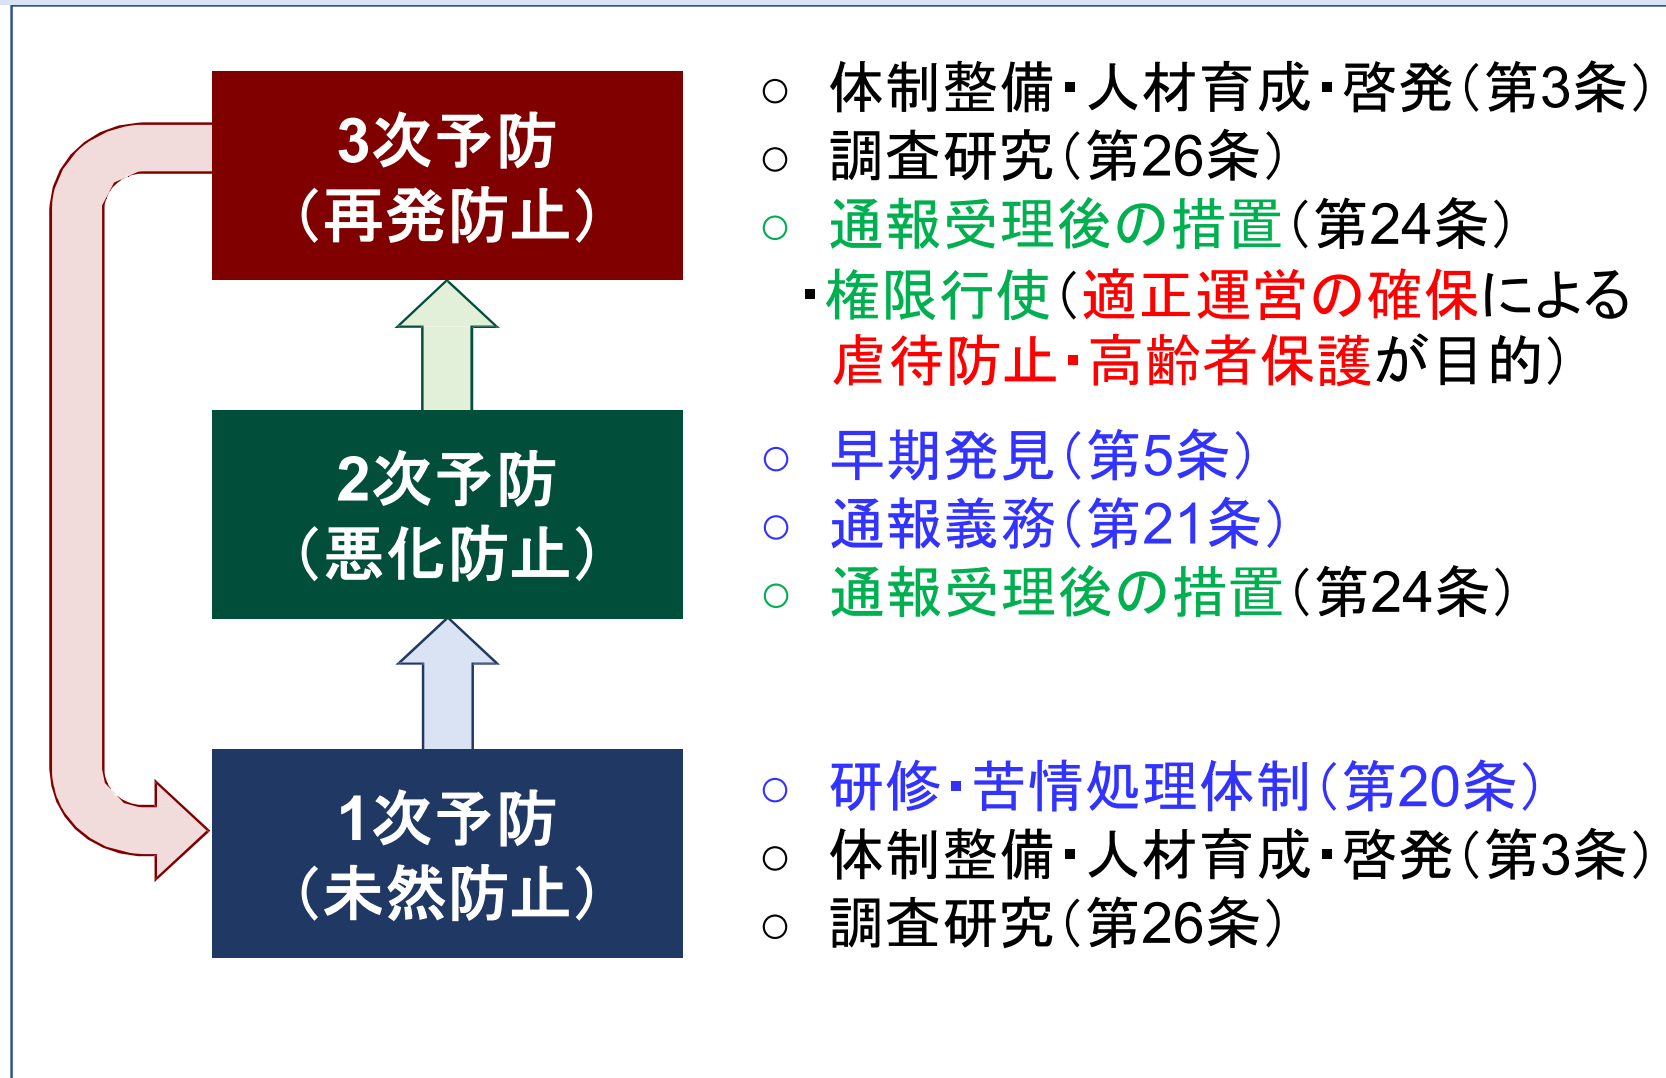 3次予防
（再発防止）
○ 体制整備・人材育成・啓発（第3条）
○ 調査研究（第26条）
○ 通報受理後の措置（第24条）
・権限行使（適正運営の確保による
虐待防止・高齢者保護が目的）
2次予防
（悪化防止）
○ 早期発見（第5条）
○ 通報義務（第21条）
○ 通報受理後の措置（第24条）
1次予防
（未然防止）
○ 研修・苦情処理体制（第20条）
○ 体制整備・人材育成・啓発（第3条）
○ 調査研究（第26条）